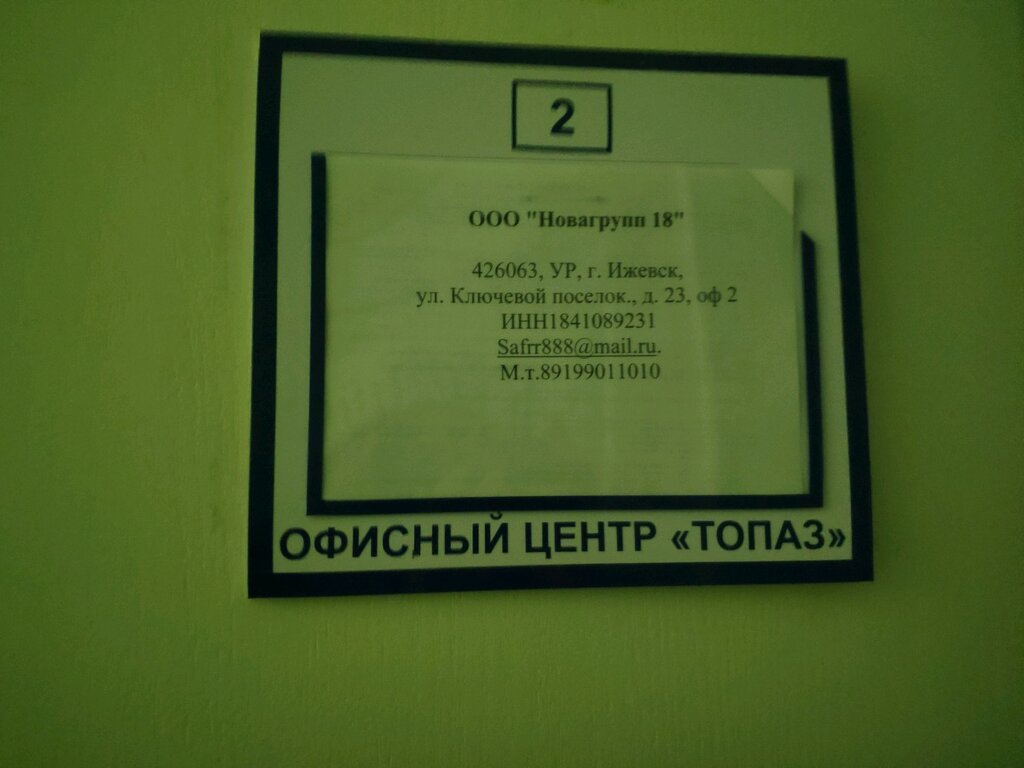 2
ООО "Новагрупп 18"
426063, УР, г. Ижевск,
ул. Ключевой поселок., д. 23, оф 2
ИНН1841089231
Safrr888@mail.ru.
М.т.89199011010
ОФИСНЫЙ ЦЕНТР «ТОПАЗ»